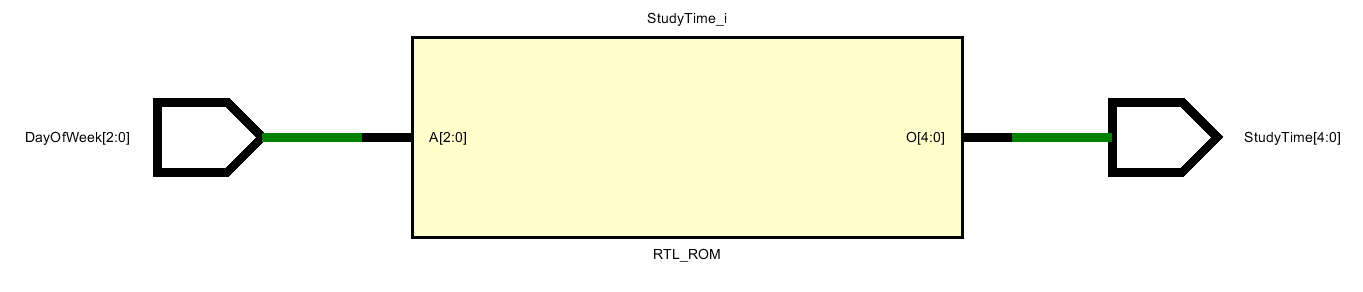 StudyTime_i
DayOfWeek[2:0]
A[2:0]
O[4:0]
StudyTime[4:0]
RTL_ROM